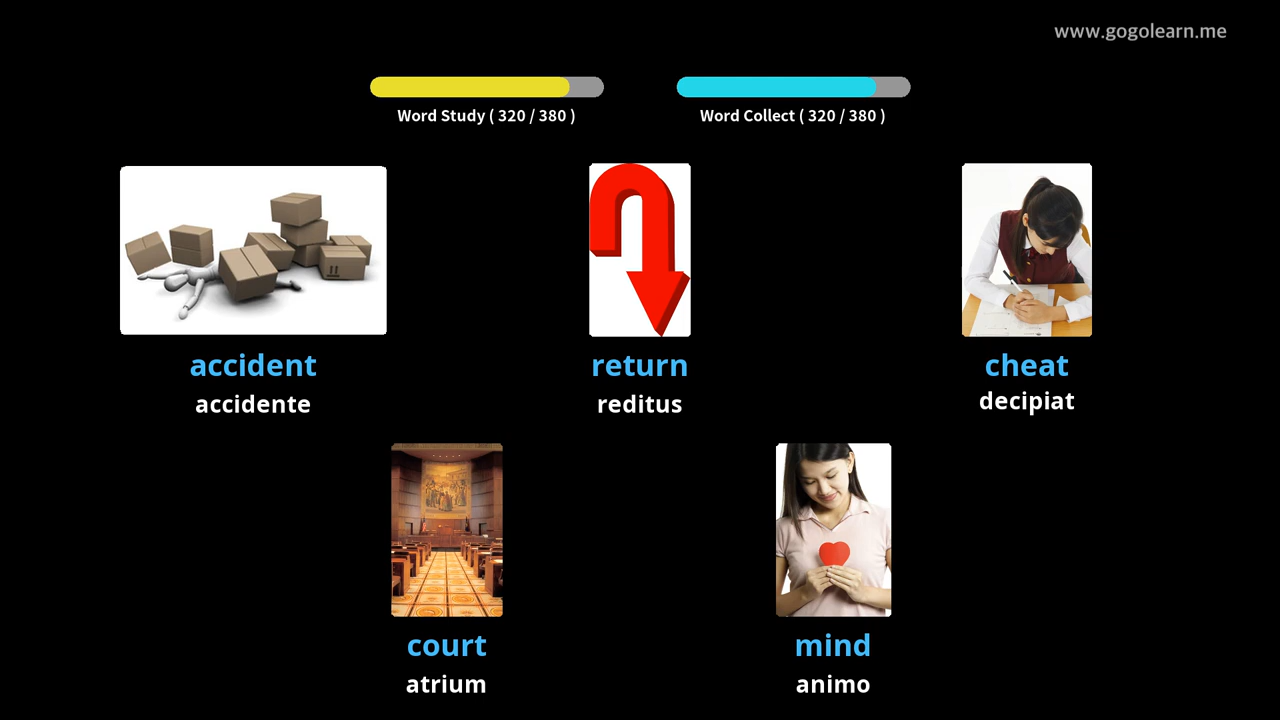 www.gogolearn.me
Word Study ( 320 / 380 )
Word Collect ( 320 / 380 )
accident
accidente
return
reditus
cheat
decipiat
court
atrium
mind
animo